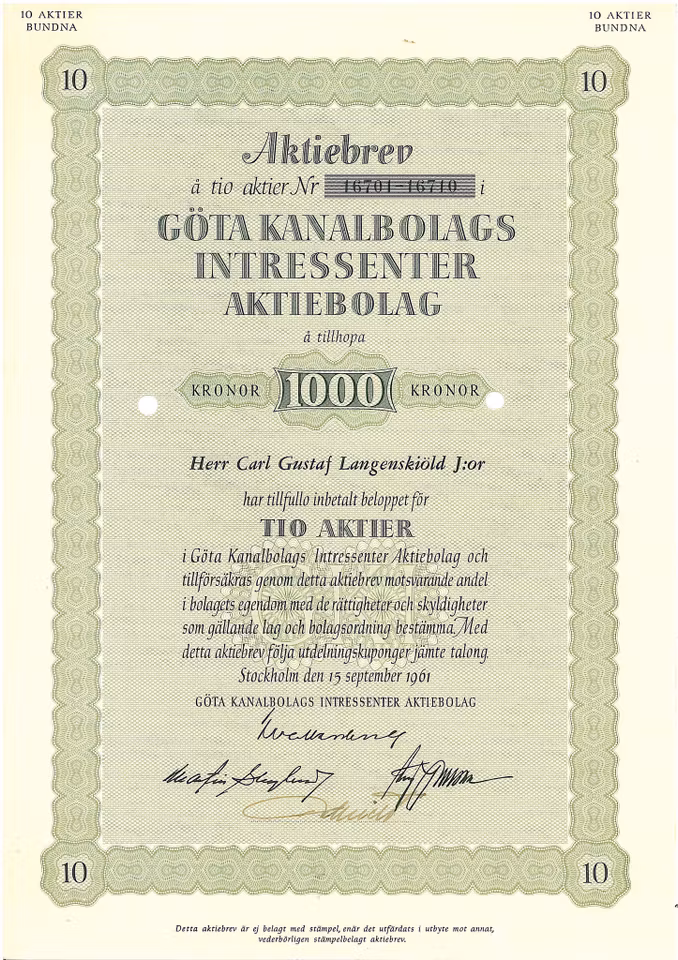 10 AKTIER
BUNDNA
10 AKTIER
BUNDNA
10
10
Aktiebrev
å tio aktier Nr 16701-16710 i
GÖTA KANALBOLAGS
INTRESSENTER
AKTIEBOLAG
å tillhopa
KRONOR 1000 KRONOR
Herr Carl Gustaf Langenskiöld J:or
har tillfullo inbetalt beloppet för
TIO AKTIER
i Göta Kanalbolags Intressenter Aktiebolag och
tillförsäkras genom detta aktiebrev motsvarande andel
i bolagets egendom med de rättigheter och skyldigheter
som gällande lag och bolagsordning bestämma. Med
detta aktiebrev följa utdelningskuponger jämte talong.
Stockholm den 15 september 1961
GÖTA KANALBOLAGS INTRESSENTER AKTIEBOLAG
10
10
Detta aktiebrev är ej belagt med stämpel, enär det utfärdats i utbyte mot annat,
vederbörligen stämpelbelagt aktiebrev.